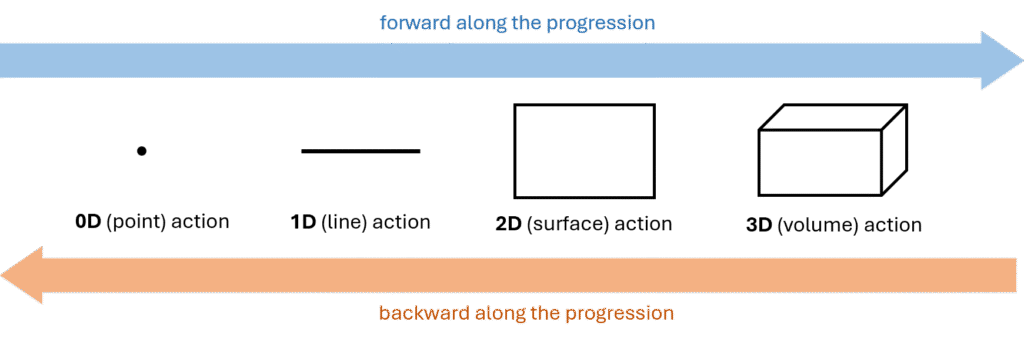 forward along the progression
0D (point) action
1D (line) action
2D (surface) action
3D (volume) action
backward along the progression